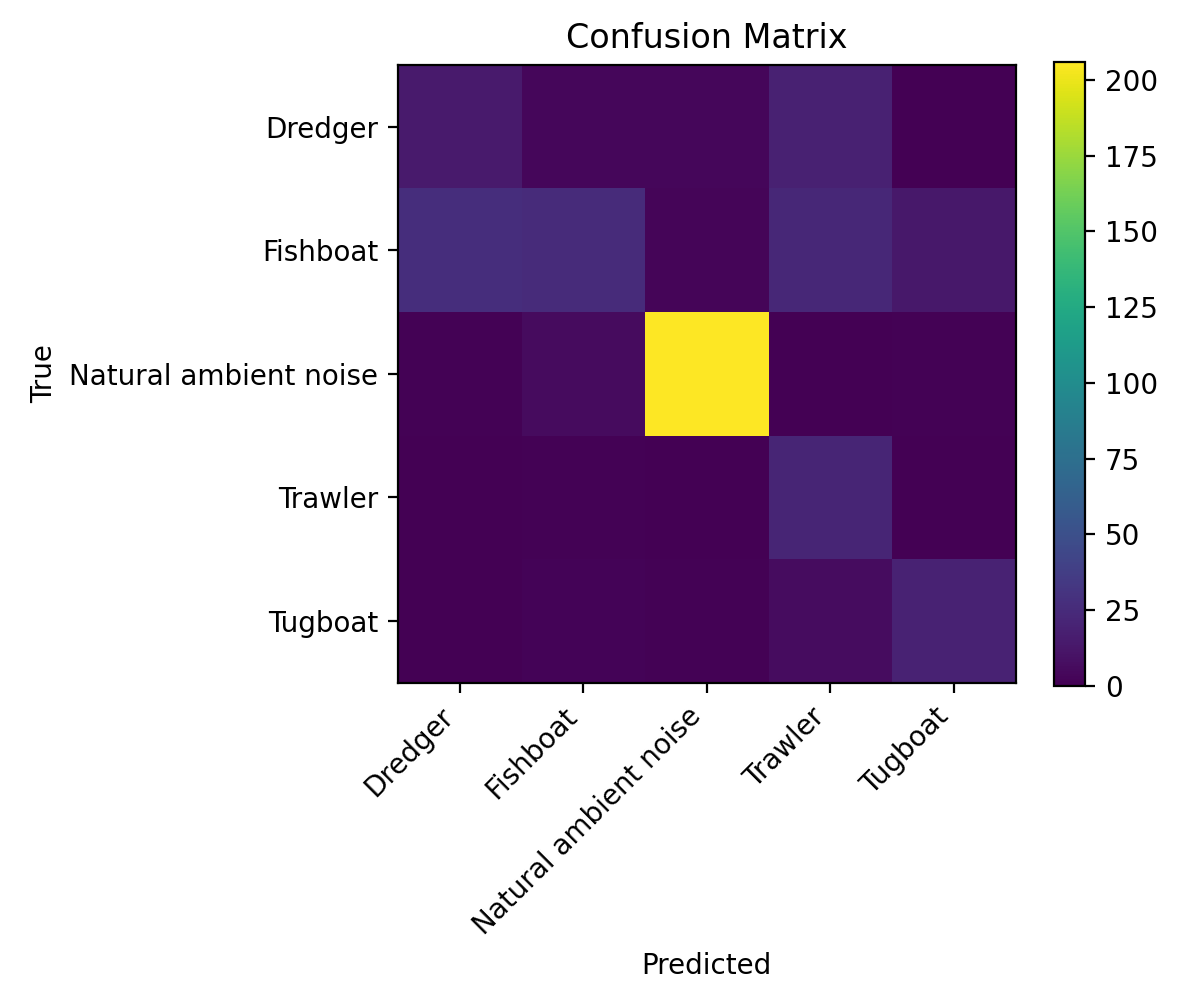 Confusion Matrix
True
Dredger
Fishboat
Natural ambient noise
Trawler
Tugboat
Dredger
Fishboat
Natural ambient noise
Trawler
Tugboat
Predicted
200
175
150
125
100
75
50
25
0